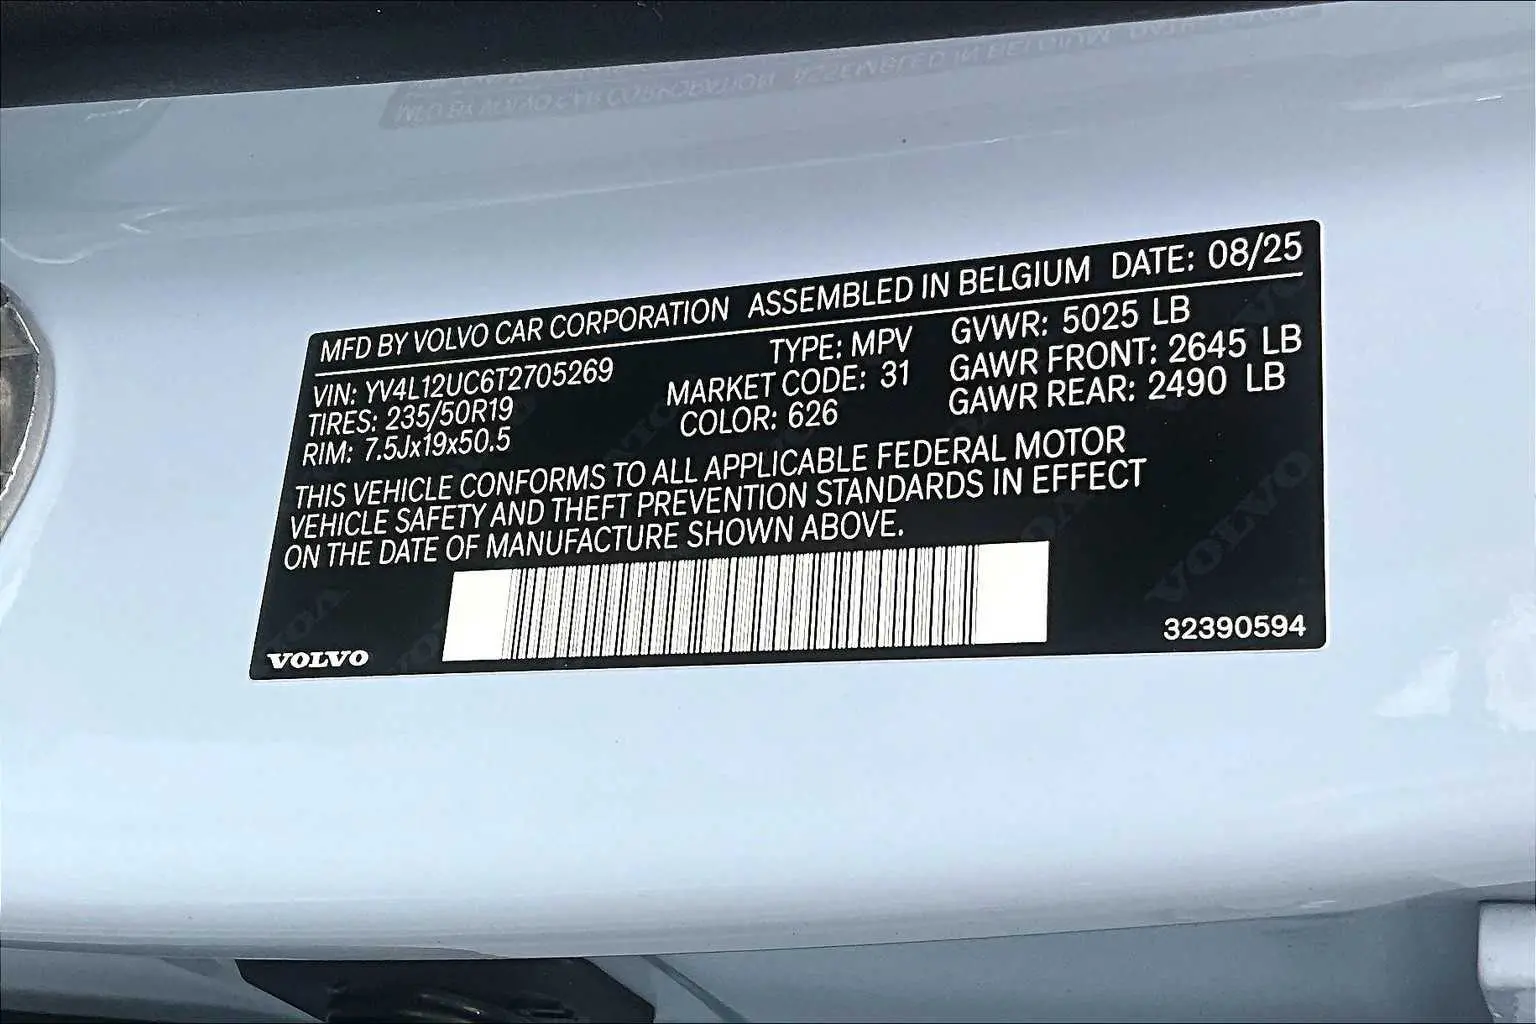 MFD BY VOLVO CAR CORPORATION ASSEMBLED IN BELGIUM DATE: 08/25
VIN: YV4L12UC6T2705269
TIRES: 235/50R19
RIM: 7.5Jx19x50.5
TYPE: MPV
MARKET CODE: 31
COLOR: 626
GVWR: 5025 LB
GAWR FRONT: 2645 LB
GAWR REAR: 2490 LB
THIS VEHICLE CONFORMS TO ALL APPLICABLE FEDERAL MOTOR
VEHICLE SAFETY AND THEFT PREVENTION STANDARDS IN EFFECT
ON THE DATE OF MANUFACTURE SHOWN ABOVE.
VOLVO
32390594